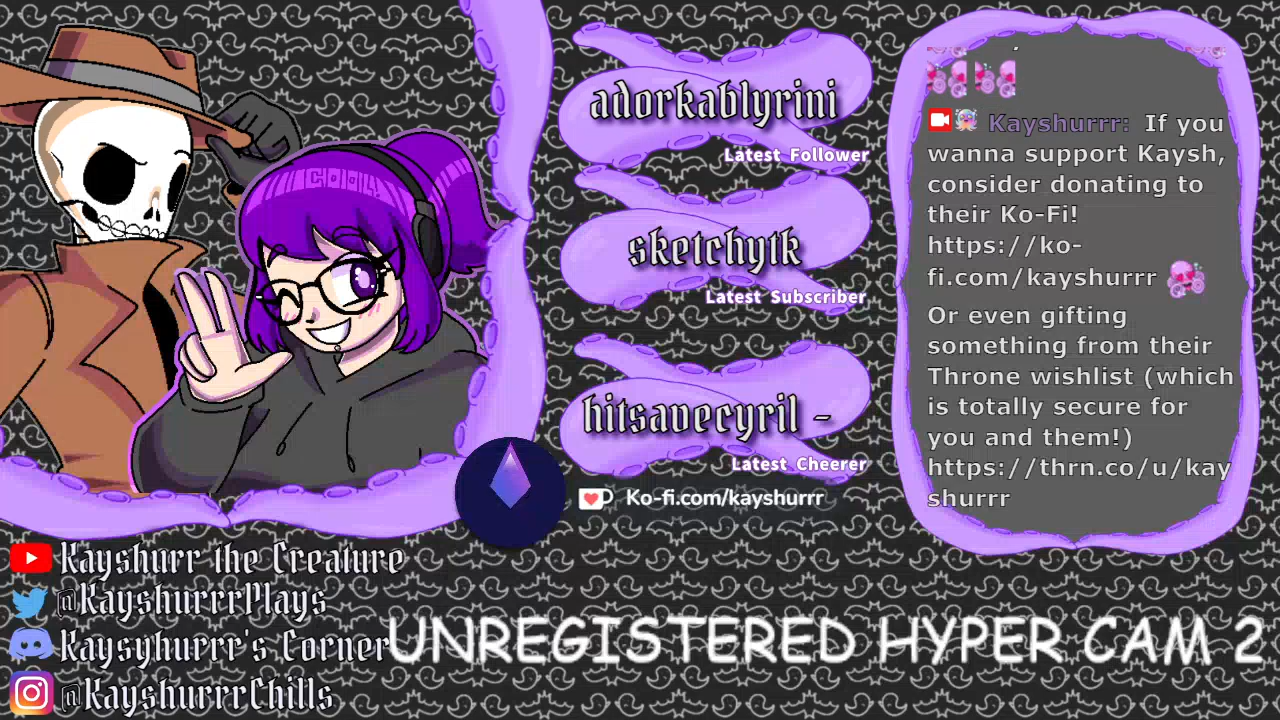 adorkablyrini
Latest Follower
sketchytk
Latest Subscriber
hitsavecyril -
Latest Cheerer
Ko-fi.com/kayshurrr
Kayshurrr: If you
wanna support Kaysh,
consider donating to
their Ko-Fi!
https://ko-
fi.com/kayshurrr
Or even gifting
something from their
Throne wishlist (which
is totally secure for
you and them!)
https://thrn.co/u/kay
shurrr
Kayshurr the Creature
@KayshurrrPlays
Kaysyhurrr's Corner
@KayshurrrChills
UNREGISTERED HYPER CAM 2